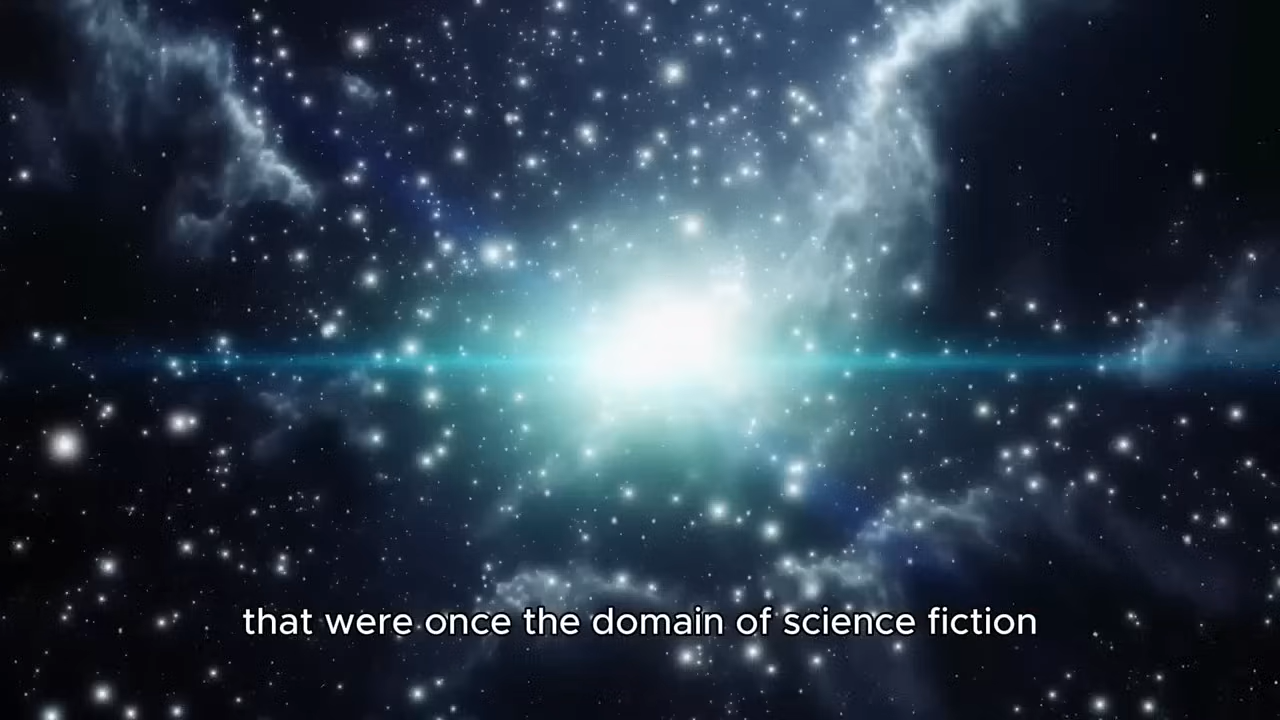 that were once the domain of science fiction